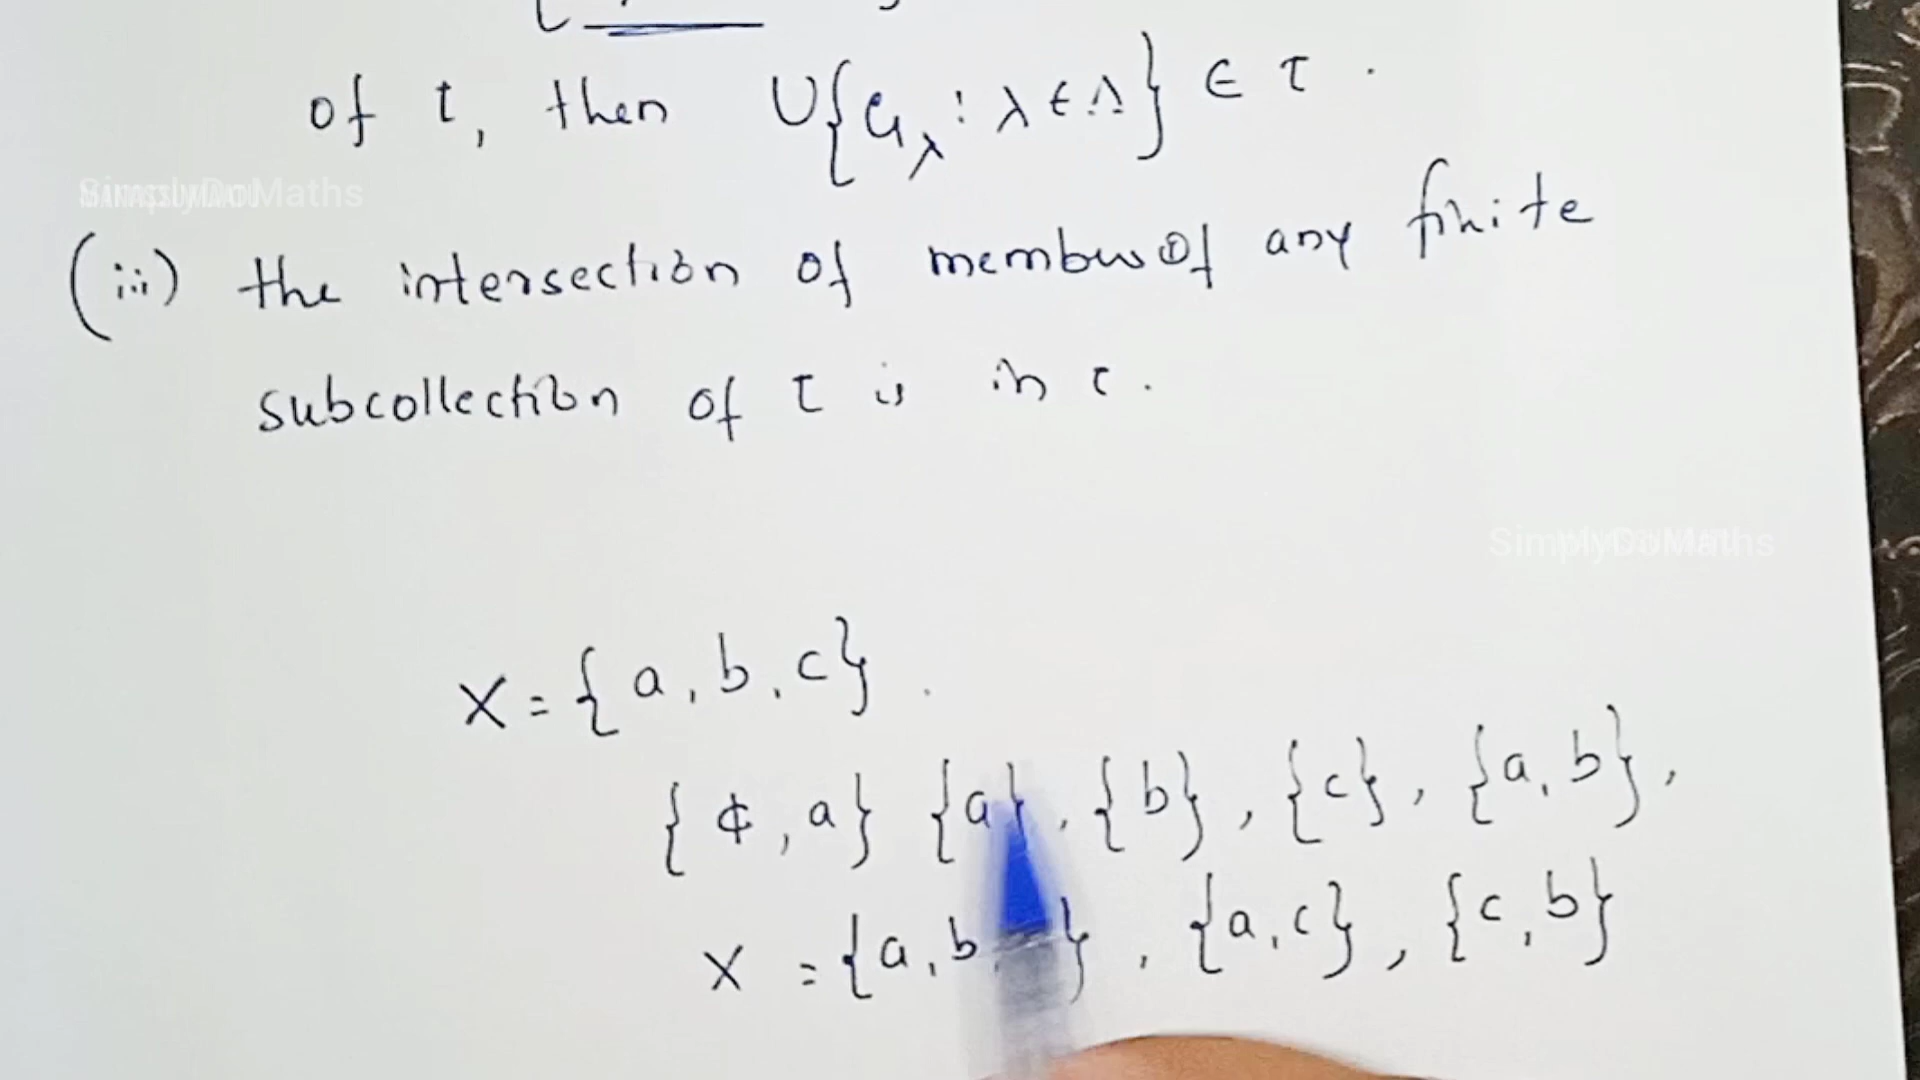 of τ, then ∪{G_λ : λ ∈ Λ} ∈ τ .
SimplyDoMaths
(iii) the intersection of members of any finite
subcollection of τ is in τ .
SimplyDoMaths
X = {a, b, c} .
{ ¢, a} {a}, {b}, {c}, {a, b},
X = {a, b, }, {a, c}, {c, b}